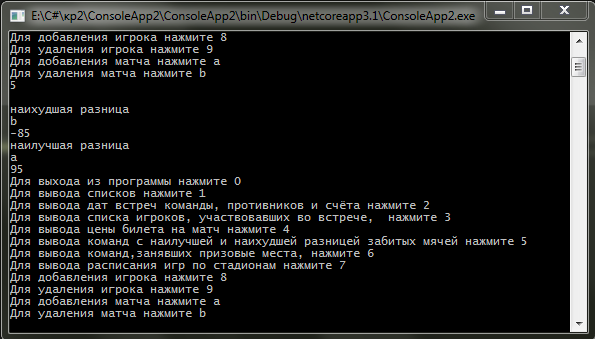 E:\C#\кр2\ConsoleApp2\ConsoleApp2\bin\Debug\netcoreapp3.1\ConsoleApp2.exe
Для добавления игрока нажмите 8
Для удаления игрока нажмите 9
Для добавления матча нажмите a
Для удаления матча нажмите b
5
наихудшая разница
b
-85
наилучшая разница
a
95
Для выхода из программы нажмите 0
Для вывода списков нажмите 1
Для вывода дат встреч команды, противников и счёта нажмите 2
Для вывода списка игроков, участвовавших во встрече,  нажмите 3
Для вывода цены билета на матч нажмите 4
Для вывода команд с наилучшей и наихудшей разницей забитых мячей нажмите 5
Для вывода команд,занявших призовые места, нажмите 6
Для вывода расписания игр по стадионам нажмите 7
Для добавления игрока нажмите 8
Для удаления игрока нажмите 9
Для добавления матча нажмите a
Для удаления матча нажмите b